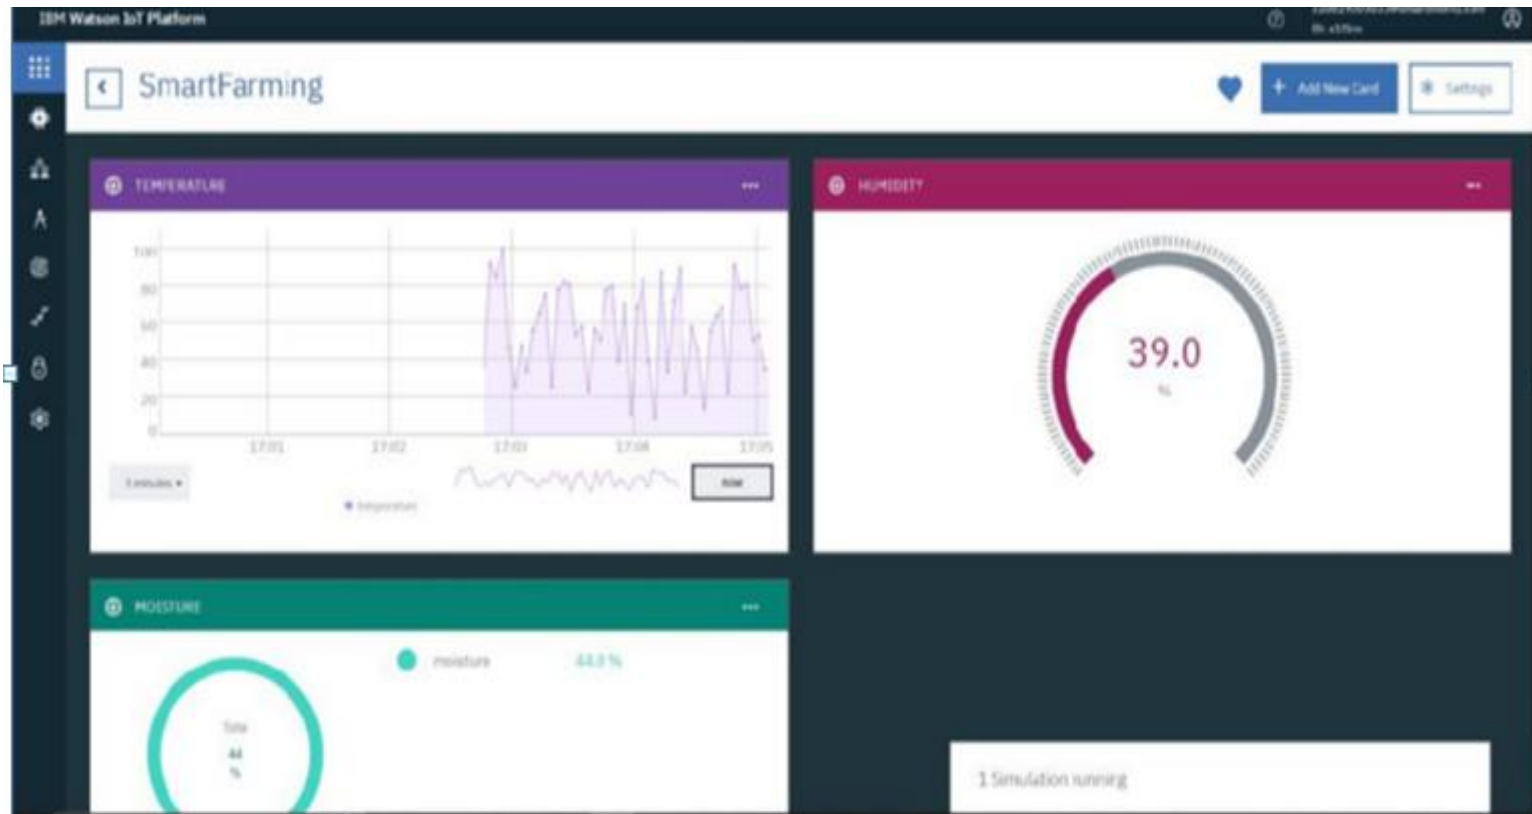 IBM Watson IoT Platform
SmartFarming
+ Add New Card
Settings
TEMPERATURE
100
80
60
40
20
0
17:01 17:02 17:03 17:04 17:05
now
temperature
HUMIDITY
39.0
%
MOISTURE
moisture 44.0 %
Total
44
%
1 Simulation running